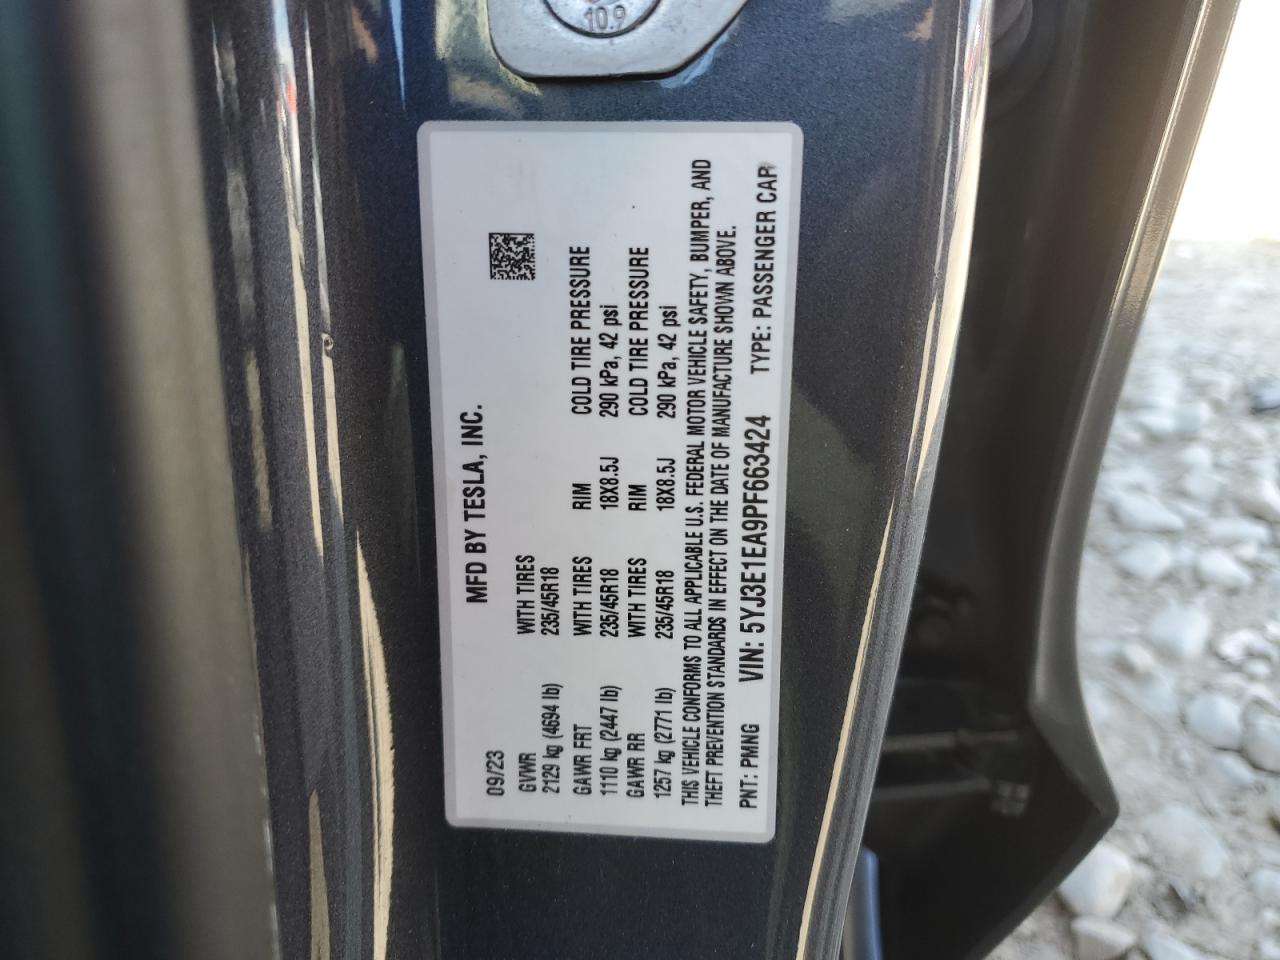 10.9
MFD BY TESLA, INC.
09/23
GVWR WITH TIRES
2129 kg (4694 lb) 235/45R18
GAWR FRT WITH TIRES RIM COLD TIRE PRESSURE
1110 kg (2447 lb) 235/45R18 18X8.5J 290 kPa, 42 psi
GAWR RR WITH TIRES RIM COLD TIRE PRESSURE
1257 kg (2771 lb) 235/45R18 18X8.5J 290 kPa, 42 psi
THIS VEHICLE CONFORMS TO ALL APPLICABLE U.S. FEDERAL MOTOR VEHICLE SAFETY, BUMPER, AND
THEFT PREVENTION STANDARDS IN EFFECT ON THE DATE OF MANUFACTURE SHOWN ABOVE.
PNT: PMNG VIN: 5YJ3E1EA9PF663424 TYPE: PASSENGER CAR